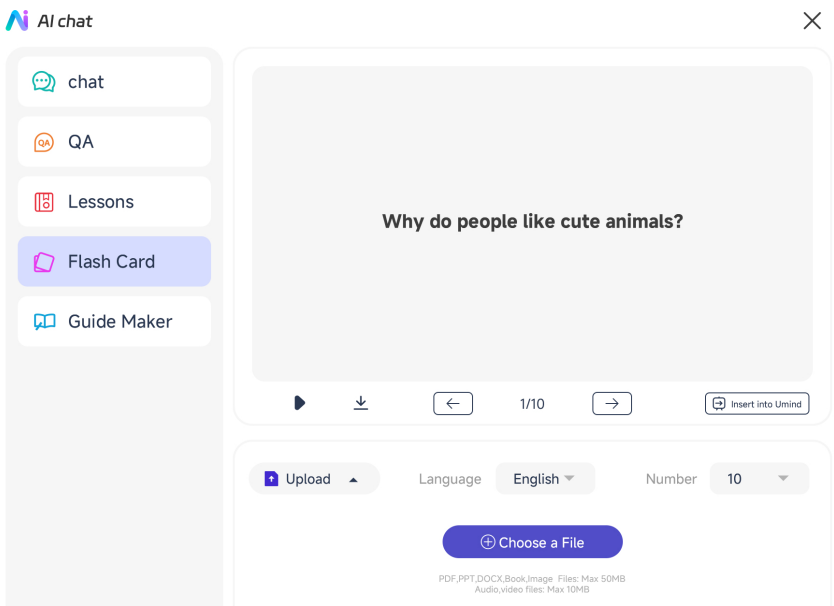 Ai AI chat
chat
QA QA
Lessons
Flash Card
Guide Maker
Why do people like cute animals?
1/10
Insert into Umind
Upload
Language
English
Number
10
Choose a File
PDF,PPT,DOCX,Book,Image Files: Max 50MB
Audio,video files: Max 10MB